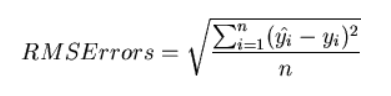 RMSErrors = \sqrt{\frac{\sum_{i=1}^{n} (\hat{y_i} - y_i)^2}{n}}